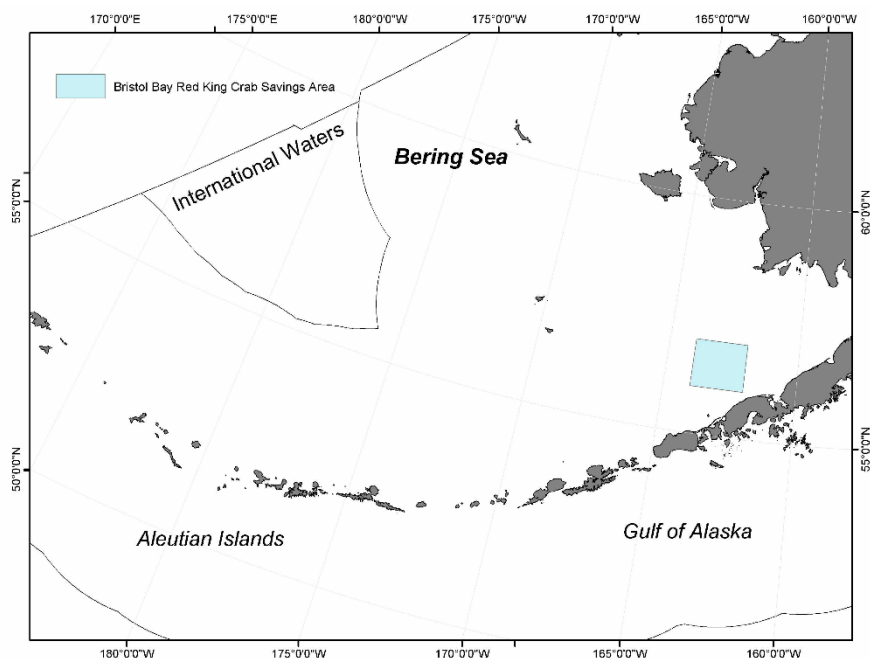 170°0'0"E 175°0'0"E 180°0'0"W 175°0'0"W 170°0'0"W 165°0'0"W 160°0'0"W
Bristol Bay Red King Crab Savings Area
International Waters
Bering Sea
55°0'0"N
60°0'0"N
50°0'0"N
55°0'0"N
Aleutian Islands
Gulf of Alaska
180°0'0"W 175°0'0"W 170°0'0"W 165°0'0"W 160°0'0"W